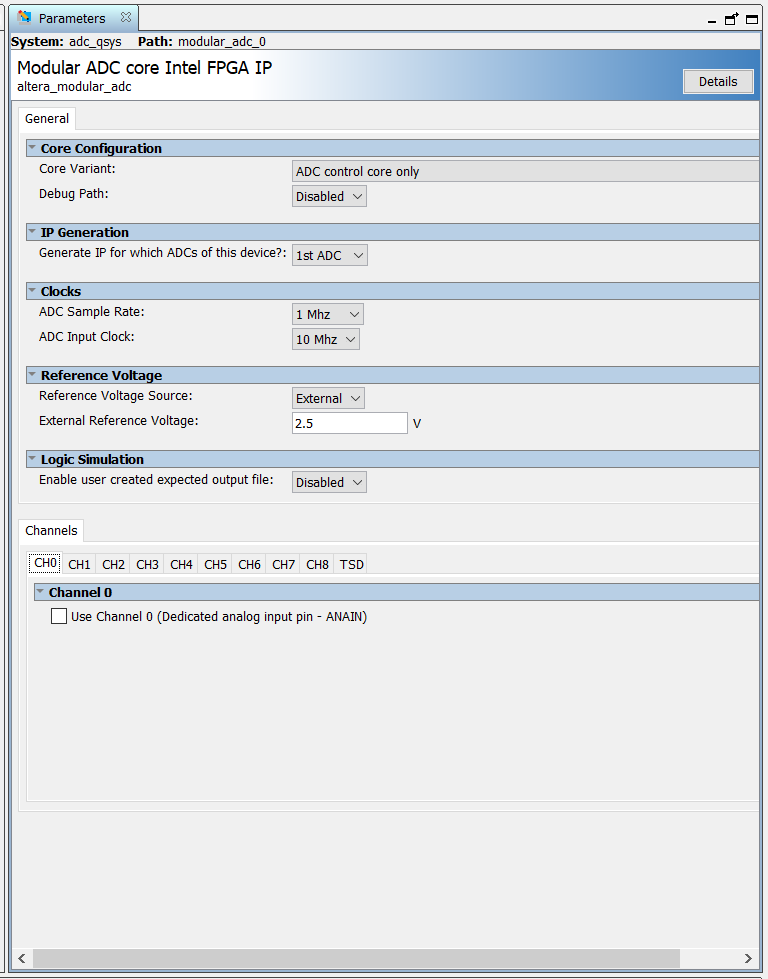 Parameters
System: adc_qsys Path: modular_adc_0
Modular ADC core Intel FPGA IP
altera_modular_adc
Details
General
Core Configuration
Core Variant: ADC control core only
Debug Path: Disabled
IP Generation
Generate IP for which ADCs of this device?: 1st ADC
Clocks
ADC Sample Rate: 1 Mhz
ADC Input Clock: 10 Mhz
Reference Voltage
Reference Voltage Source: External
External Reference Voltage: 2.5 V
Logic Simulation
Enable user created expected output file: Disabled
Channels
CH0 CH1 CH2 CH3 CH4 CH5 CH6 CH7 CH8 TSD
Channel 0
Use Channel 0 (Dedicated analog input pin - ANAIN)